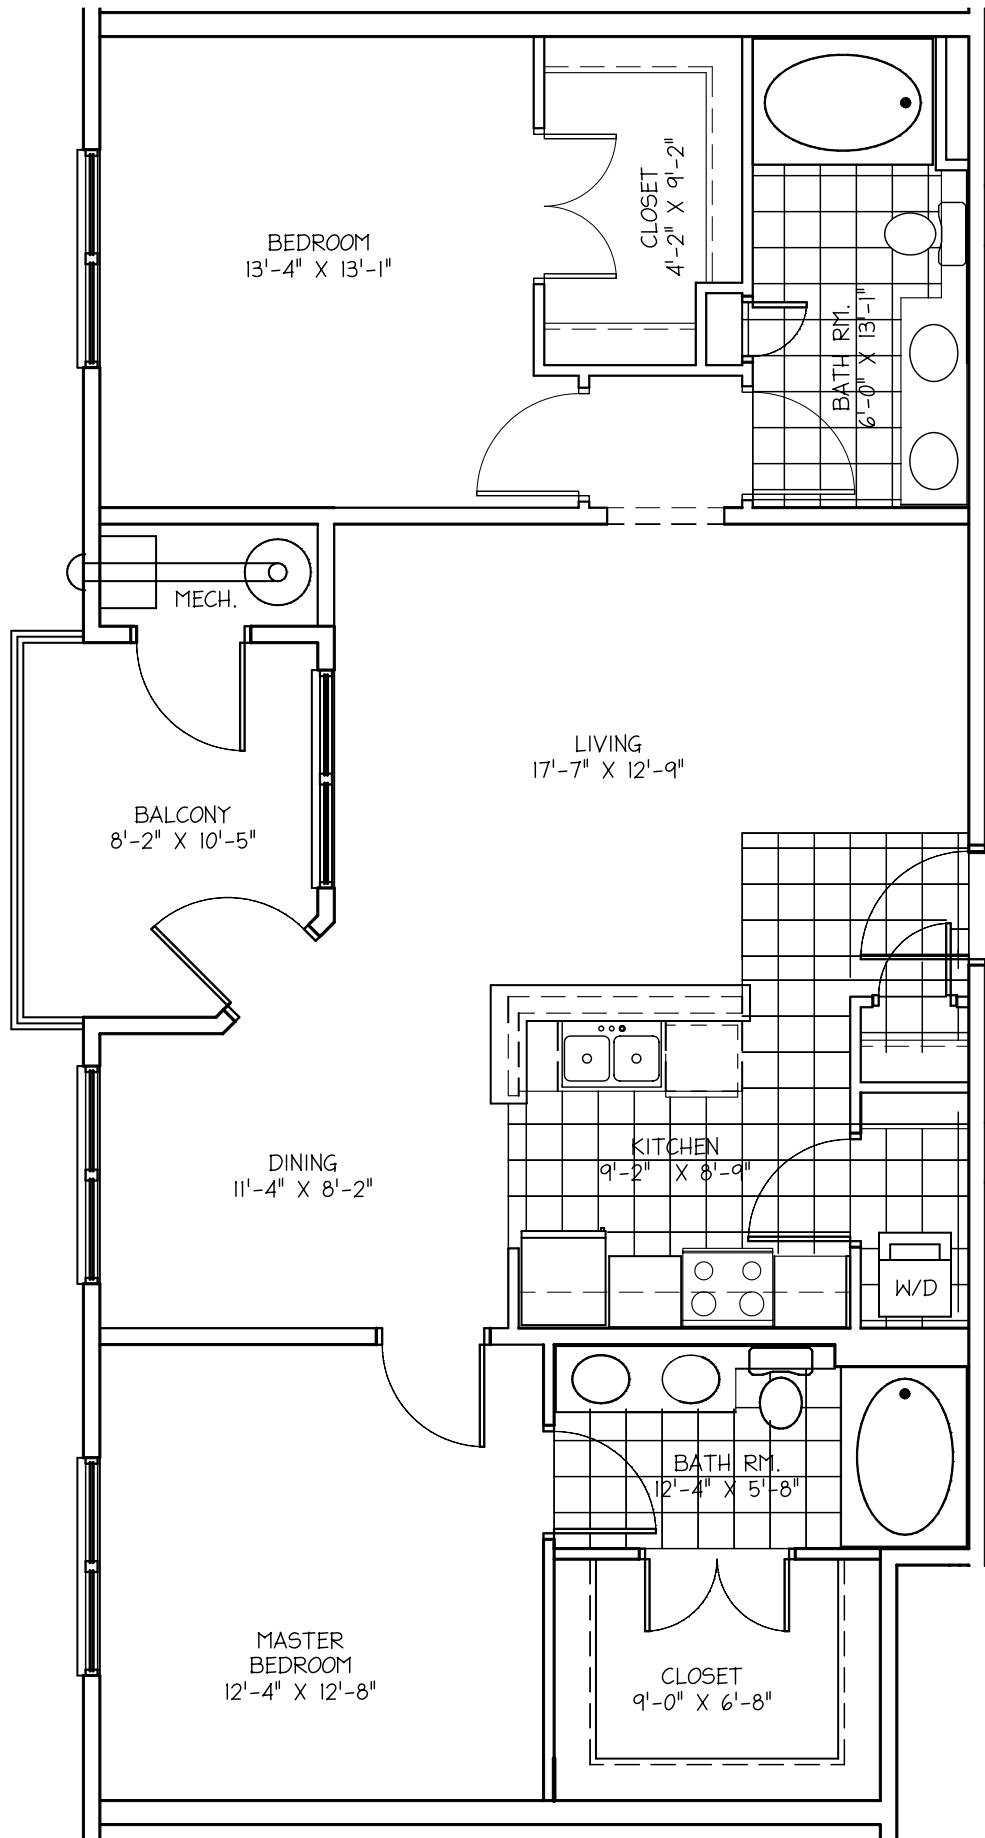 BEDROOM
13'-4" X 13'-1"
CLOSET
4'-2" X 9'-2"
BATH RM.
6'-0" X 13'-1"
MECH.
LIVING
17'-7" X 12'-9"
BALCONY
8'-2" X 10'-5"
KITCHEN
9'-2" X 8'-9"
DINING
11'-4" X 8'-2"
W/D
BATH RM.
12'-4" X 5'-8"
MASTER
BEDROOM
12'-4" X 12'-8"
CLOSET
9'-0" X 6'-8"